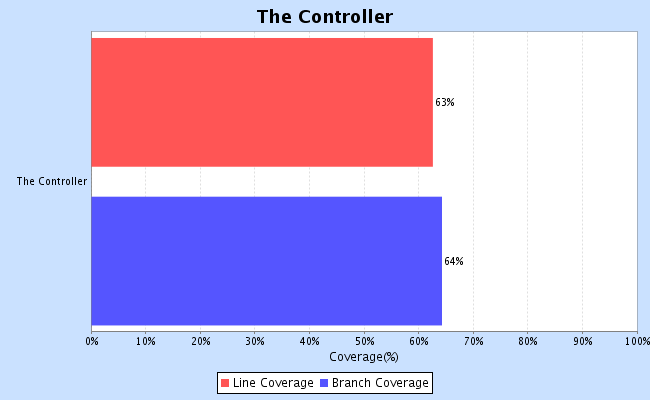 The Controller
63%
The Controller
64%
0% 10% 20% 30% 40% 50% 60% 70% 80% 90% 100%
Coverage(%)
Line Coverage Branch Coverage